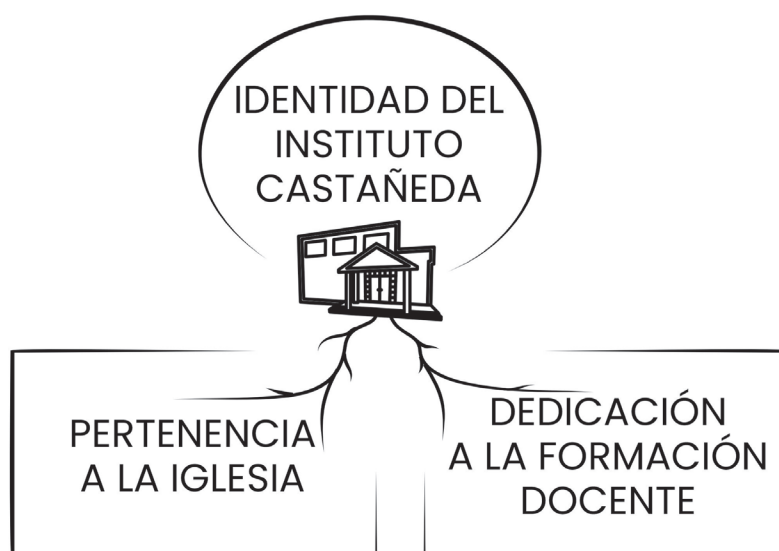 IDENTIDAD DEL
INSTITUTO
CASTAÑEDA
PERTENENCIA
A LA IGLESIA
DEDICACIÓN
A LA FORMACIÓN
DOCENTE